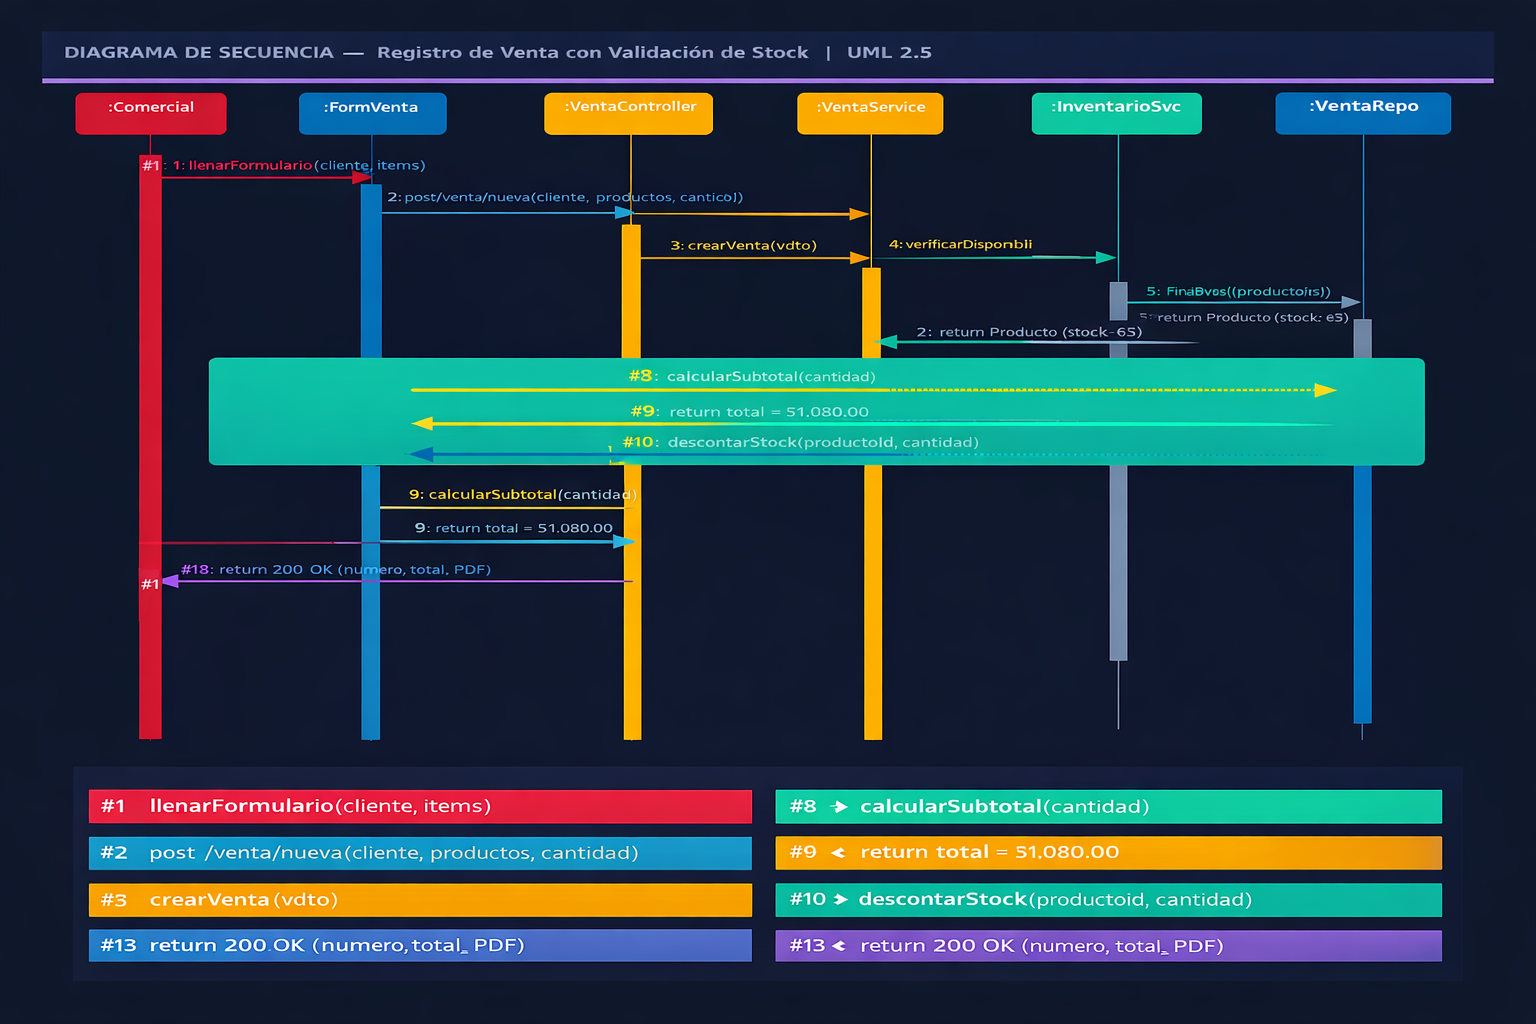 DIAGRAMA DE SECUENCIA — Registro de Venta con Validación de Stock | UML 2.5
:Comercial
:FormVenta
:VentaController
:VentaService
:InventarioSvc
:VentaRepo
#1: 1: llenarFormulario(cliente, items)
2: post/venta/nueva(cliente, productos, canticol)
3: crearVenta(vdto)
4: verificarDisponbli
5: return Producto (stock: e5)
2: return Producto (stock-65)
#8: calcularSubtotal(cantidad)
#9: return total = 51.080.00
#10: descontarStock(productoId, cantidad)
9: calcularSubtotal(cantidad)
9: return total = 51.080.00
#18: return 200 OK (numero, total, PDF)
#1
#1 llenarFormulario(cliente, items)
#2 post /venta/nueva(cliente, productos, cantidad)
#3 crearVenta(vdto)
#13 return 200.OK (numero, total, PDF)
#8 → calcularSubtotal(cantidad)
#9 ← return total = 51.080.00
#10 → descontarStock(productoid, cantidad)
#13 ← return 200 OK (numero, total, PDF)